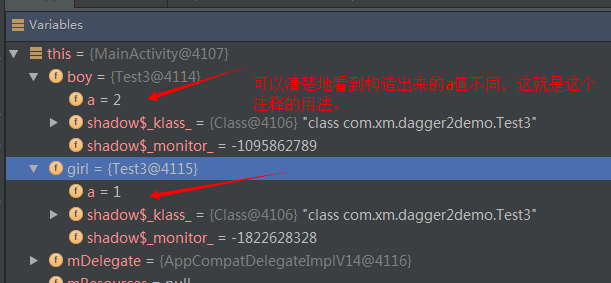 Variables
this = {MainActivity@4107}
boy = {Test3@4114}
a = 2
可以清楚地看到构造出来的a值不同，这就是这个
注释的用法。
shadow$_klass_ = {Class@4106} "class com.xm.dagger2demo.Test3"
shadow$_monitor_ = -1095862789
girl = {Test3@4115}
a = 1
shadow$_klass_ = {Class@4106} "class com.xm.dagger2demo.Test3"
shadow$_monitor_ = -1822628328
mDelegate = {AppCompatDelegateImplV14@4116}
mResources = null